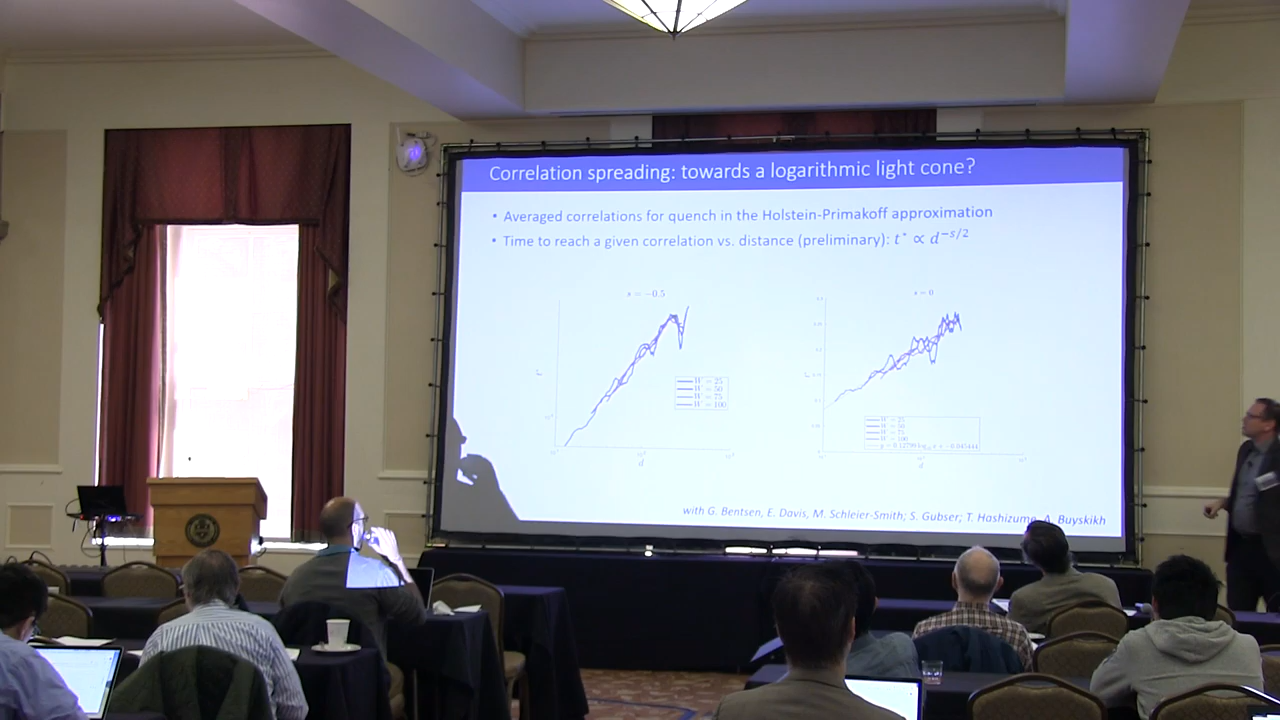 Correlation spreading: towards a logarithmic light cone?
• Averaged correlations for quench in the Holstein-Primakoff approximation
• Time to reach a given correlation vs. distance (preliminary): t* ∝ d^{-s/2}
s = −0.5
s = 0
W = 25
W = 50
W = 75
W = 100
d
W = 25
W = 50
W = 75
W = 100
d
with G. Bentsen, E. Davis, M. Schleier-Smith; S. Gubser; T. Hashizume, A. Buyskikh